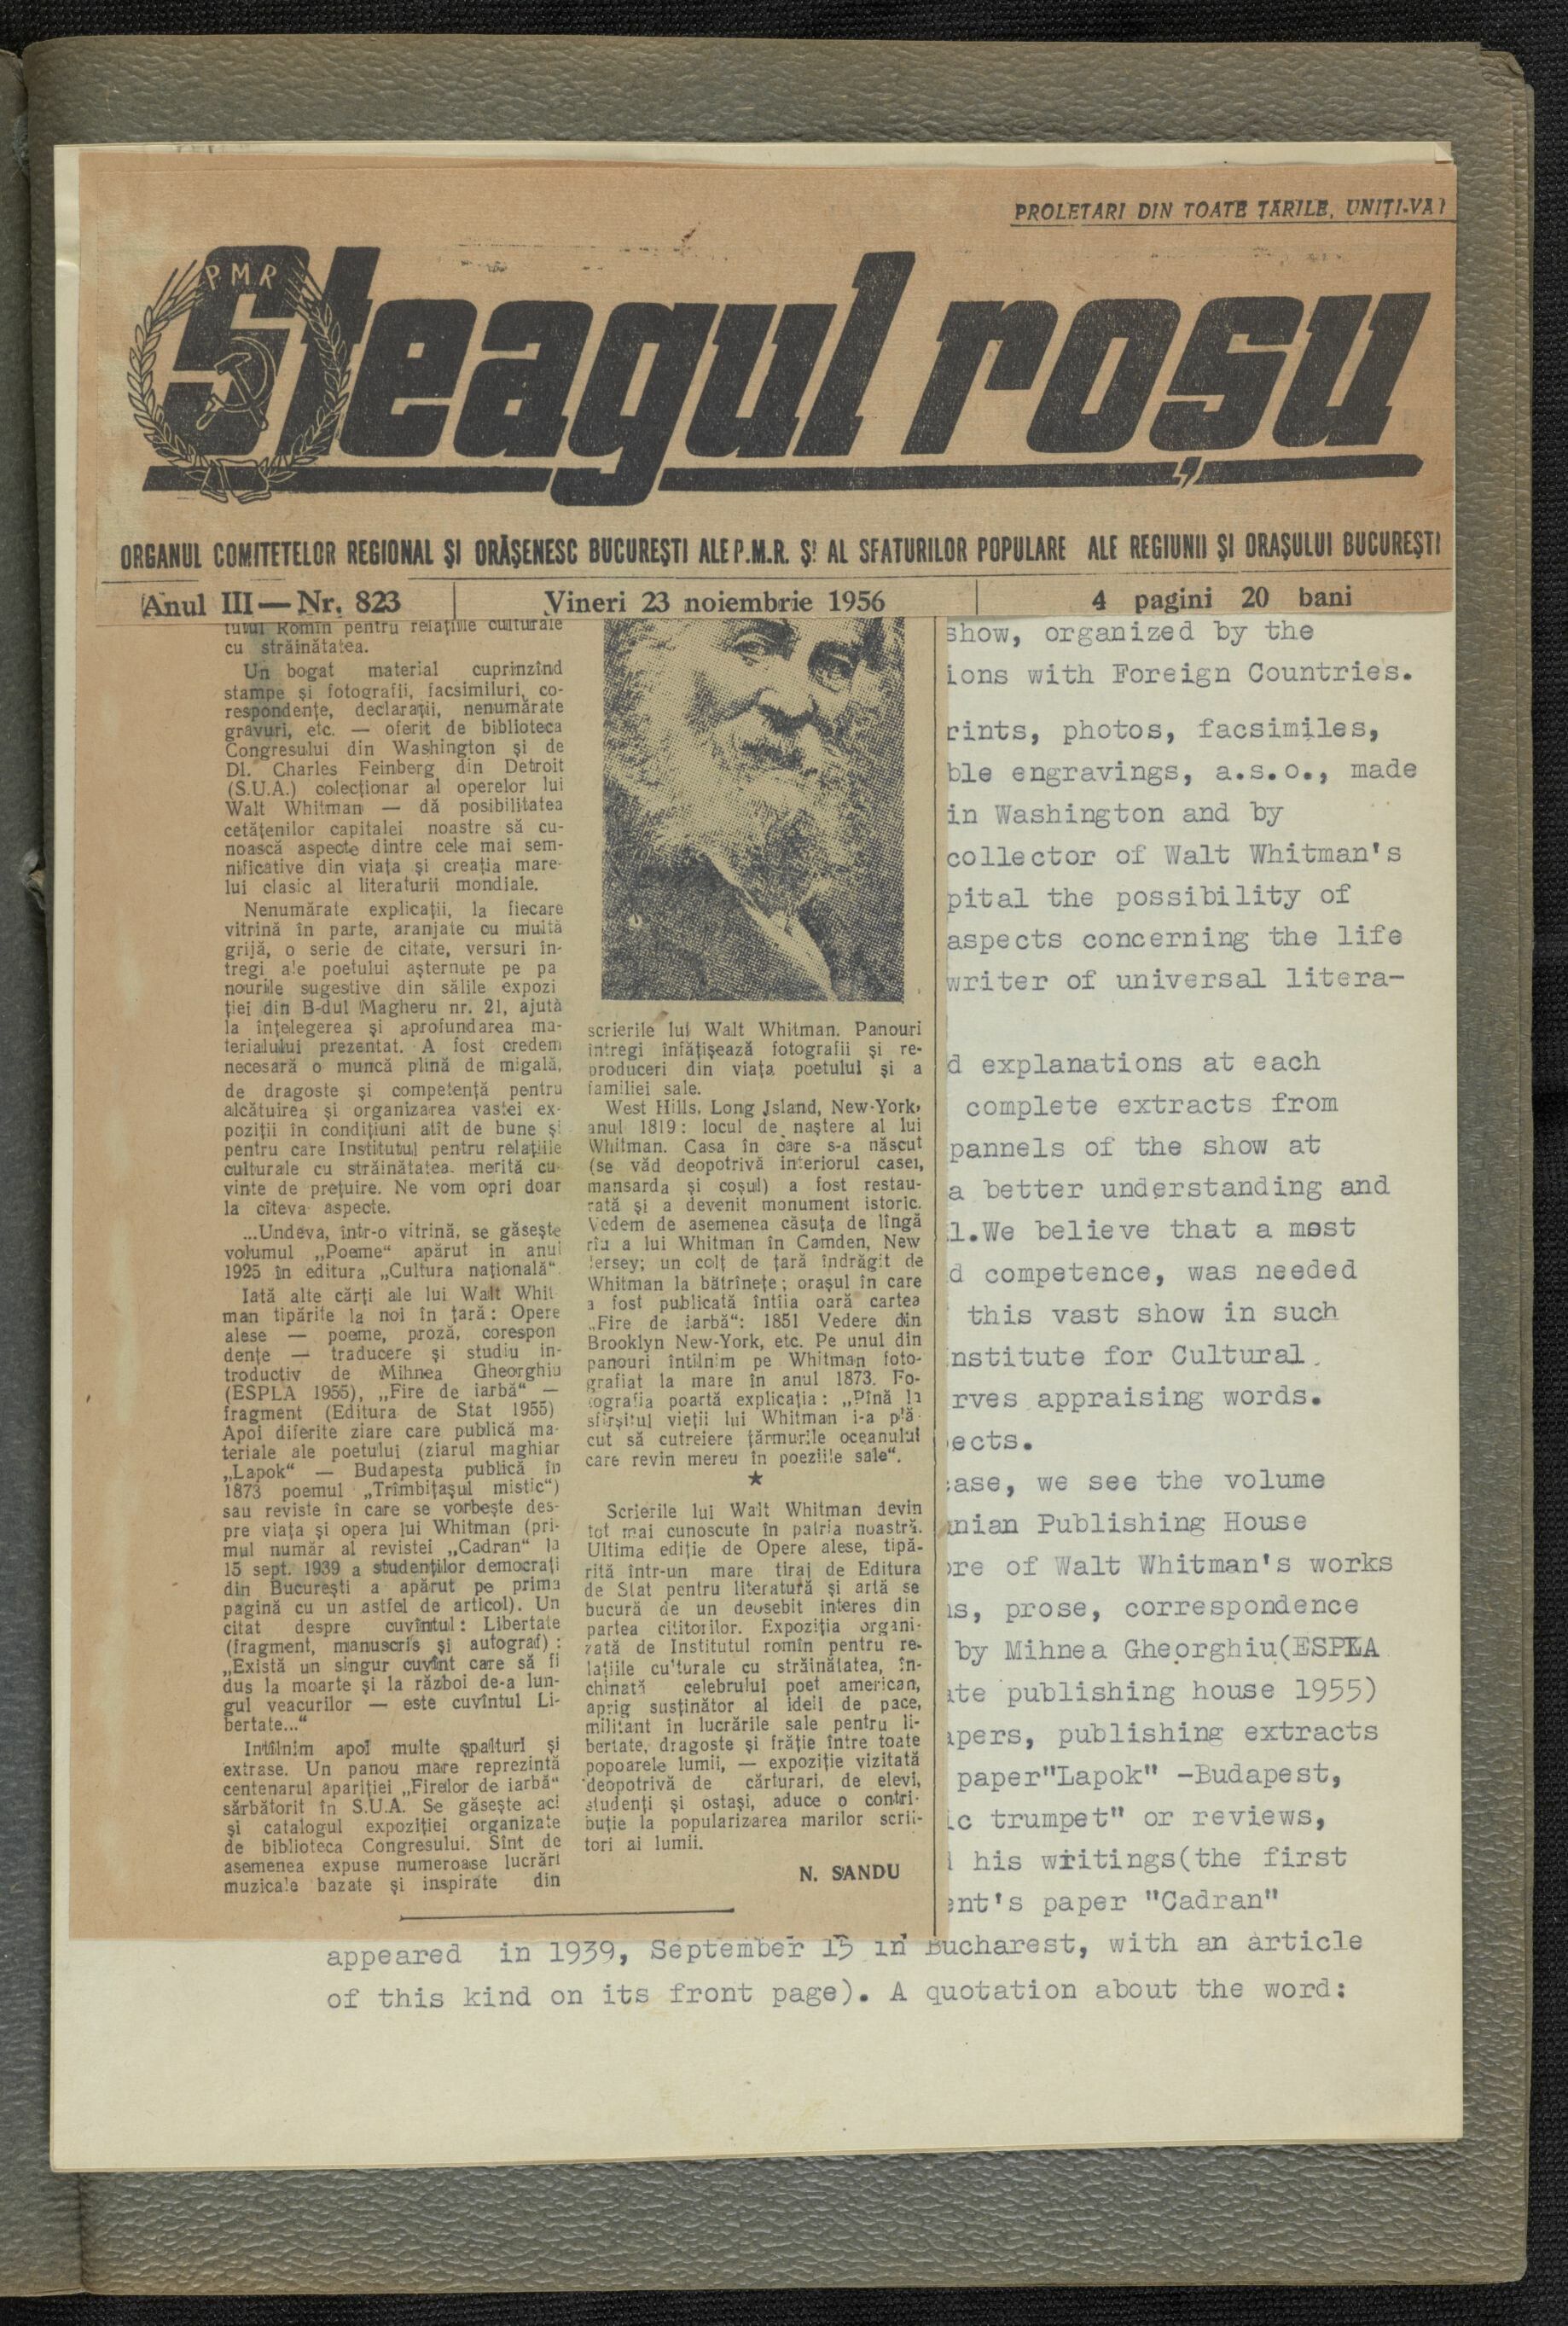 PROLETARI DIN TOATE ȚARILE, UNIȚI-VA!
PMR
Steagul roșu
ORGANUL COMITETELOR REGIONAL ȘI ORĂȘENESC BUCUREȘTI ALE P.M.R. ȘI AL SFATURILOR POPULARE ALE REGIUNII ȘI ORAȘULUI BUCUREȘTI
Anul III — Nr. 823
Vineri 23 noiembrie 1956
4 pagini 20 bani
tutul Romîn pentru relațiile culturale
cu străinătatea.
Un bogat material cuprinzînd
stampe și fotografii, facsimiluri, co-
respondențe, declarații, nenumărate
gravuri, etc. — oferit de biblioteca
Congresului din Washington și de
Dl. Charles Feinberg din Detroit
(S.U.A.) colecționar al operelor lui
Walt Whitman — dă posibilitatea
cetățenilor capitalei noastre să cu-
noască aspecte dintre cele mai sem-
nificative din viața și creația mare-
lui clasic al literaturii mondiale.
Nenumărate explicații, la fiecare
vitrină în parte, aranjate cu multă
grijă, o serie de citate, versuri în-
tregi ale poetului așternute pe pa
nourile sugestive din sălile expozi
ției din B-dul Magheru nr. 21, ajută
la înțelegerea și aprofundarea ma-
terialului prezentat. A fost credem
necesară o muncă plină de migală,
de dragoste și competență pentru
alcătuirea și organizarea vastei ex-
poziții în condițiuni atît de bune și
pentru care Institutul pentru relațiile
culturale cu străinătatea. merită cu-
vinte de prețuire. Ne vom opri doar
la cîteva aspecte.
...Undeva, într-o vitrină, se găsește
volumul „Poeme“ apărut in anul
1925 în editura „Cultura națională“.
Iată alte cărți ale lui Walt Whit
man tipărite la noi în țară: Opere
alese — poeme, proză, corespon
dențe — traducere și studiu in-
troductiv de Mihnea Gheorghiu
(ESPLA 1955), „Fire de iarbă“ —
fragment (Editura de Stat 1955)
Apoi diferite ziare care publică ma-
teriale ale poetului (ziarul maghiar
„Lapok“ — Budapesta publică în
1873 poemul „Trîmbițașul mistic“)
sau reviste în care se vorbește des-
pre viața și opera lui Whitman (pri-
mul număr al revistei „Cadran“ la
15 sept. 1939 a studenților democrați
din București a apărut pe prima
pagină cu un astfel de articol). Un
citat despre cuvîntul: Libertate
(fragment, manuscris și autograf):
„Există un singur cuvînt care să fi
dus la moarte și la război de-a lun-
gul veacurilor — este cuvîntul Li-
bertate...“
Intîlnim apoi multe șpalturi și
extrase. Un panou mare reprezintă
centenarul apariției „Firelor de iarbă“
sărbătorit în S.U.A. Se găsește aci
și catalogul expoziției organizate
de biblioteca Congresului. Sînt de
asemenea expuse numeroase lucrări
muzicale bazate și inspirate din
scrierile lui Walt Whitman. Panouri
întregi înfățișează fotografii și re-
produceri din viața poetului și a
familiei sale.
West Hills, Long Jsland, New-York,
anul 1819: locul de naștere al lui
Whitman. Casa în care s-a născut
(se văd deopotrivă interiorul casei,
mansarda și coșul) a fost restau-
rată și a devenit monument istoric.
Vedem de asemenea căsuța de lîngă
rîu a lui Whitman în Camden, New
Jersey; un colț de țară îndrăgit de
Whitman la bătrînețe; orașul în care
a fost publicată întîia oară cartea
„Fire de iarbă“: 1851 Vedere din
Brooklyn New-York, etc. Pe unul din
panouri întîlnim pe Whitman foto-
grafiat la mare în anul 1873. Fo-
tografia poartă explicația: „Pînă la
sfîrșitul vieții lui Whitman i-a plă-
cut să cutreiere țărmurile oceanului
care revin mereu în poeziile sale“.
★
Scrierile lui Walt Whitman devin
tot mai cunoscute în patria noastră.
Ultima ediție de Opere alese, tipă-
rită într-un mare tiraj de Editura
de Stat pentru literatură și artă se
bucură de un deosebit interes din
partea cititorilor. Expoziția organi-
zată de Institutul romîn pentru re-
lațiile culturale cu străinătatea, în-
chinată celebrului poet american,
aprig susținător al ideii de pace,
militant în lucrările sale pentru li-
bertate, dragoste și frăție între toate
popoarele lumii, — expoziție vizitată
deopotrivă de cărturari, de elevi,
studenți și ostași, aduce o contri-
buție la popularizarea marilor scrii-
tori ai lumii.
N. SANDU
show, organized by the
ions with Foreign Countries.
rints, photos, facsimiles,
ble engravings, a.s.o., made
in Washington and by
collector of Walt Whitman's
pital the possibility of
aspects concerning the life
writer of universal litera-
d explanations at each
complete extracts from
pannels of the show at
a better understanding and
l.We believe that a most
d competence, was needed
this vast show in such
nstitute for Cultural
rves appraising words.
ects.
ase, we see the volume
nian Publishing House
ore of Walt Whitman's works
s, prose, correspondence
by Mihnea Gheorghiu(ESPLA
te publishing house 1955)
apers, publishing extracts
paper"Lapok" -Budapest,
ic trumpet" or reviews,
his writings(the first
ent's paper "Cadran"
appeared in 1939, September 15 in Bucharest, with an article
of this kind on its front page). A quotation about the word: